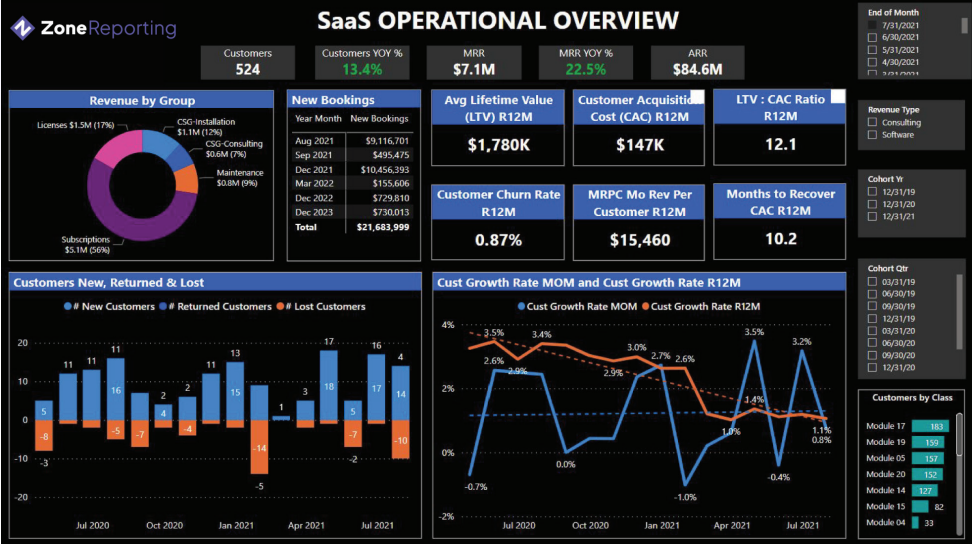 ZoneReporting
SaaS OPERATIONAL OVERVIEW
Customers
524
Customers YOY %
13.4%
MRR
$7.1M
MRR YOY %
22.5%
ARR
$84.6M
End of Month
7/31/2021
6/30/2021
5/31/2021
4/30/2021
3/31/2021
Revenue Type
Consulting
Software
Cohort Yr
12/31/19
12/31/20
12/31/21
Cohort Qtr
03/31/19
06/30/19
09/30/19
12/31/19
03/31/20
06/30/20
09/30/20
12/31/20
Revenue by Group
Licenses $1.5M (17%)
CSG-Installation
$1.1M (12%)
CSG-Consulting
$0.6M (7%)
Maintenance
$0.8M (9%)
Subscriptions
$5.1M (56%)
New Bookings
Year Month New Bookings
Aug 2021 $9,116,701
Sep 2021 $495,475
Dec 2021 $10,456,393
Mar 2022 $155,606
Dec 2022 $729,810
Dec 2023 $730,013
Total $21,683,999
Avg Lifetime Value
(LTV) R12M
$1,780K
Customer Acquisitio
Cost (CAC) R12M
$147K
LTV : CAC Ratio
R12M
12.1
Customer Churn Rate
R12M
0.87%
MRPC Mo Rev Per
Customer R12M
$15,460
Months to Recover
CAC R12M
10.2
Customers New, Returned & Lost
# New Customers # Returned Customers # Lost Customers
20
10
0
-10
-20
5
11
11
11
16
2
4
2
11
13
15
1
3
17
18
5
16
17
4
14
-8
-3
-5
-7
-4
-14
-5
-7
-2
-10
Jul 2020 Oct 2020 Jan 2021 Apr 2021 Jul 2021
Cust Growth Rate MOM and Cust Growth Rate R12M
Cust Growth Rate MOM Cust Growth Rate R12M
4%
2%
0%
-2%
3.5%
2.6%
2.9%
3.4%
0.0%
-0.7%
3.0%
2.9%
2.7%
2.6%
-1.0%
1.0%
3.5%
1.4%
-0.4%
3.2%
1.1%
0.8%
Jul 2020 Oct 2020 Jan 2021 Apr 2021 Jul 2021
Customers by Class
Module 17 183
Module 19 159
Module 05 157
Module 20 152
Module 14 127
Module 15 82
Module 04 33